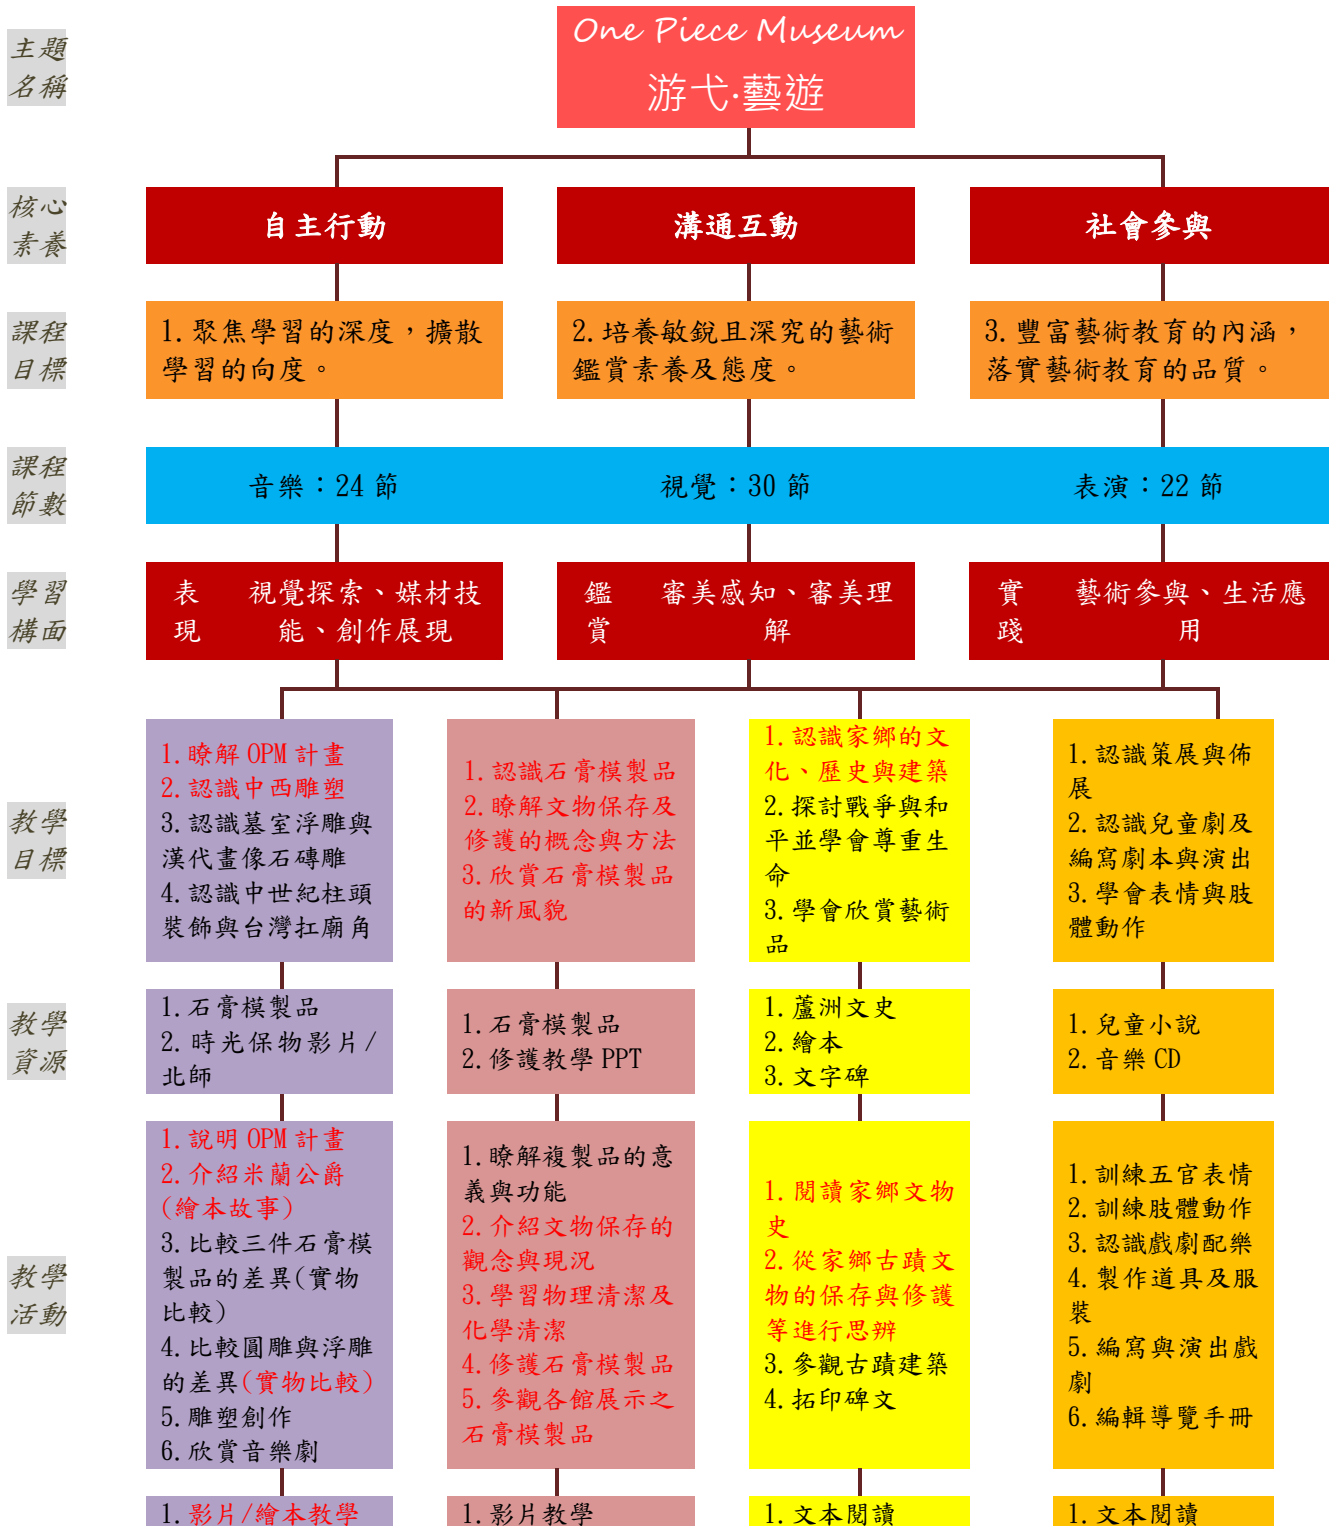 One Piece Museum
游弋·藝遊
主題
名稱
核心
素養
自主行動
溝通互動
社會參與
課程
目標
1.聚焦學習的深度，擴散
學習的向度。
2.培養敏銳且深究的藝術
鑑賞素養及態度。
3.豐富藝術教育的內涵，
落實藝術教育的品質。
課程
節數
音樂：24 節
視覺：30 節
表演：22 節
學習
構面
表
現
視覺探索、媒材技
能、創作展現
鑑
賞
審美感知、審美理
解
實
踐
藝術參與、生活應
用
教學
目標
1.瞭解 OPM 計畫
2.認識中西雕塑
3.認識墓室浮雕與
漢代畫像石磚雕
4.認識中世紀柱頭
裝飾與台灣扛廟角
1.認識石膏模製品
2.瞭解文物保存及
修護的概念與方法
3.欣賞石膏模製品
的新風貌
1.認識家鄉的文
化、歷史與建築
2.探討戰爭與和
平並學會尊重生
命
3.學會欣賞藝術
品
1.認識策展與佈
展
2.認識兒童劇及
編寫劇本與演出
3.學會表情與肢
體動作
教學
資源
1.石膏模製品
2.時光保物影片/
北師
1.石膏模製品
2.修護教學 PPT
1.蘆洲文史
2.繪本
3.文字碑
1.兒童小說
2.音樂 CD
教學
活動
1.說明 OPM 計畫
2.介紹米蘭公爵
(繪本故事)
3.比較三件石膏模
製品的差異(實物
比較)
4.比較圓雕與浮雕
的差異(實物比較)
5.雕塑創作
6.欣賞音樂劇
1.瞭解複製品的意
義與功能
2.介紹文物保存的
觀念與現況
3.學習物理清潔及
化學清潔
4.修護石膏模製品
5.參觀各館展示之
石膏模製品
1.閱讀家鄉文物
史
2.從家鄉古蹟文
物的保存與修護
等進行思辨
3.參觀古蹟建築
4.拓印碑文
1.訓練五官表情
2.訓練肢體動作
3.認識戲劇配樂
4.製作道具及服
裝
5.編寫與演出戲
劇
6.編輯導覽手冊
1.影片/繪本教學
1.影片教學
1.文本閱讀
1.文本閱讀